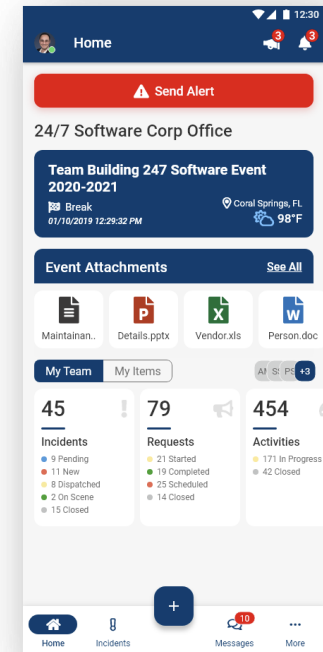 12:30
Home
3
3
Send Alert
24/7 Software Corp Office
Team Building 247 Software Event
2020-2021
Break
Coral Springs, FL
01/10/2019 12:29:32 PM
98°F
Event Attachments
See All
Maintainan..
Details.pptx
Vendor.xls
Person.doc
My Team
My Items
+3
45
79
454
Incidents
Requests
Activities
9 Pending
21 Started
171 In Progress
11 New
19 Completed
42 Closed
8 Dispatched
25 Scheduled
2 On Scene
14 Closed
15 Closed
+
10
Home
Incidents
Messages
More